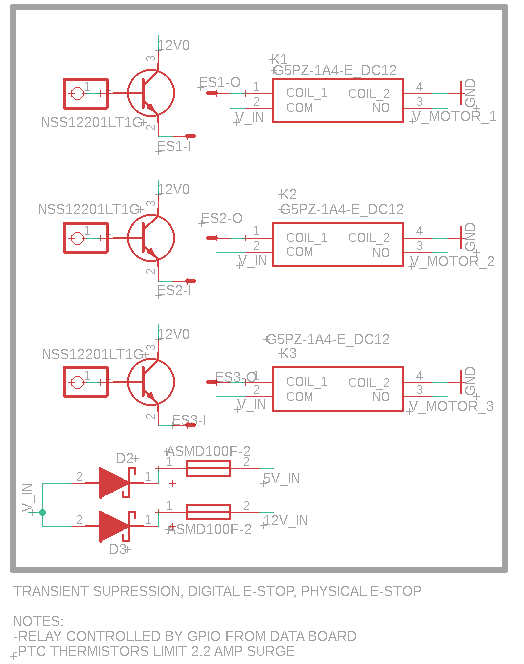 12V0
3
1
2
NSS12201LT1G
ES1-I
K1
G5PZ-1A4-E_DC12
ES1-O
1
COIL_1
COIL_2
4
GND
2
COM
NO
3
V_IN
V_MOTOR_1
12V0
3
NSS12201LT1G
1
2
ES2-I
K2
G5PZ-1A4-E_DC12
ES2-O
1
COIL_1
COIL_2
4
GND
2
COM
NO
3
V_IN
V_MOTOR_2
12V0
3
NSS12201LT1G
1
2
ES3-I
G5PZ-1A4-E_DC12
K3
ES3-O
1
COIL_1
COIL_2
4
GND
2
COM
NO
3
V_IN
V_MOTOR_3
V_IN
D2
2
1
ASMD100F-2
1
2
5V_IN
D3
2
1
ASMD100F-2
1
2
12V_IN
TRANSIENT SUPRESSION, DIGITAL E-STOP, PHYSICAL E-STOP
NOTES:
-RELAY CONTROLLED BY GPIO FROM DATA BOARD
-PTC THERMISTORS LIMIT 2.2 AMP SURGE